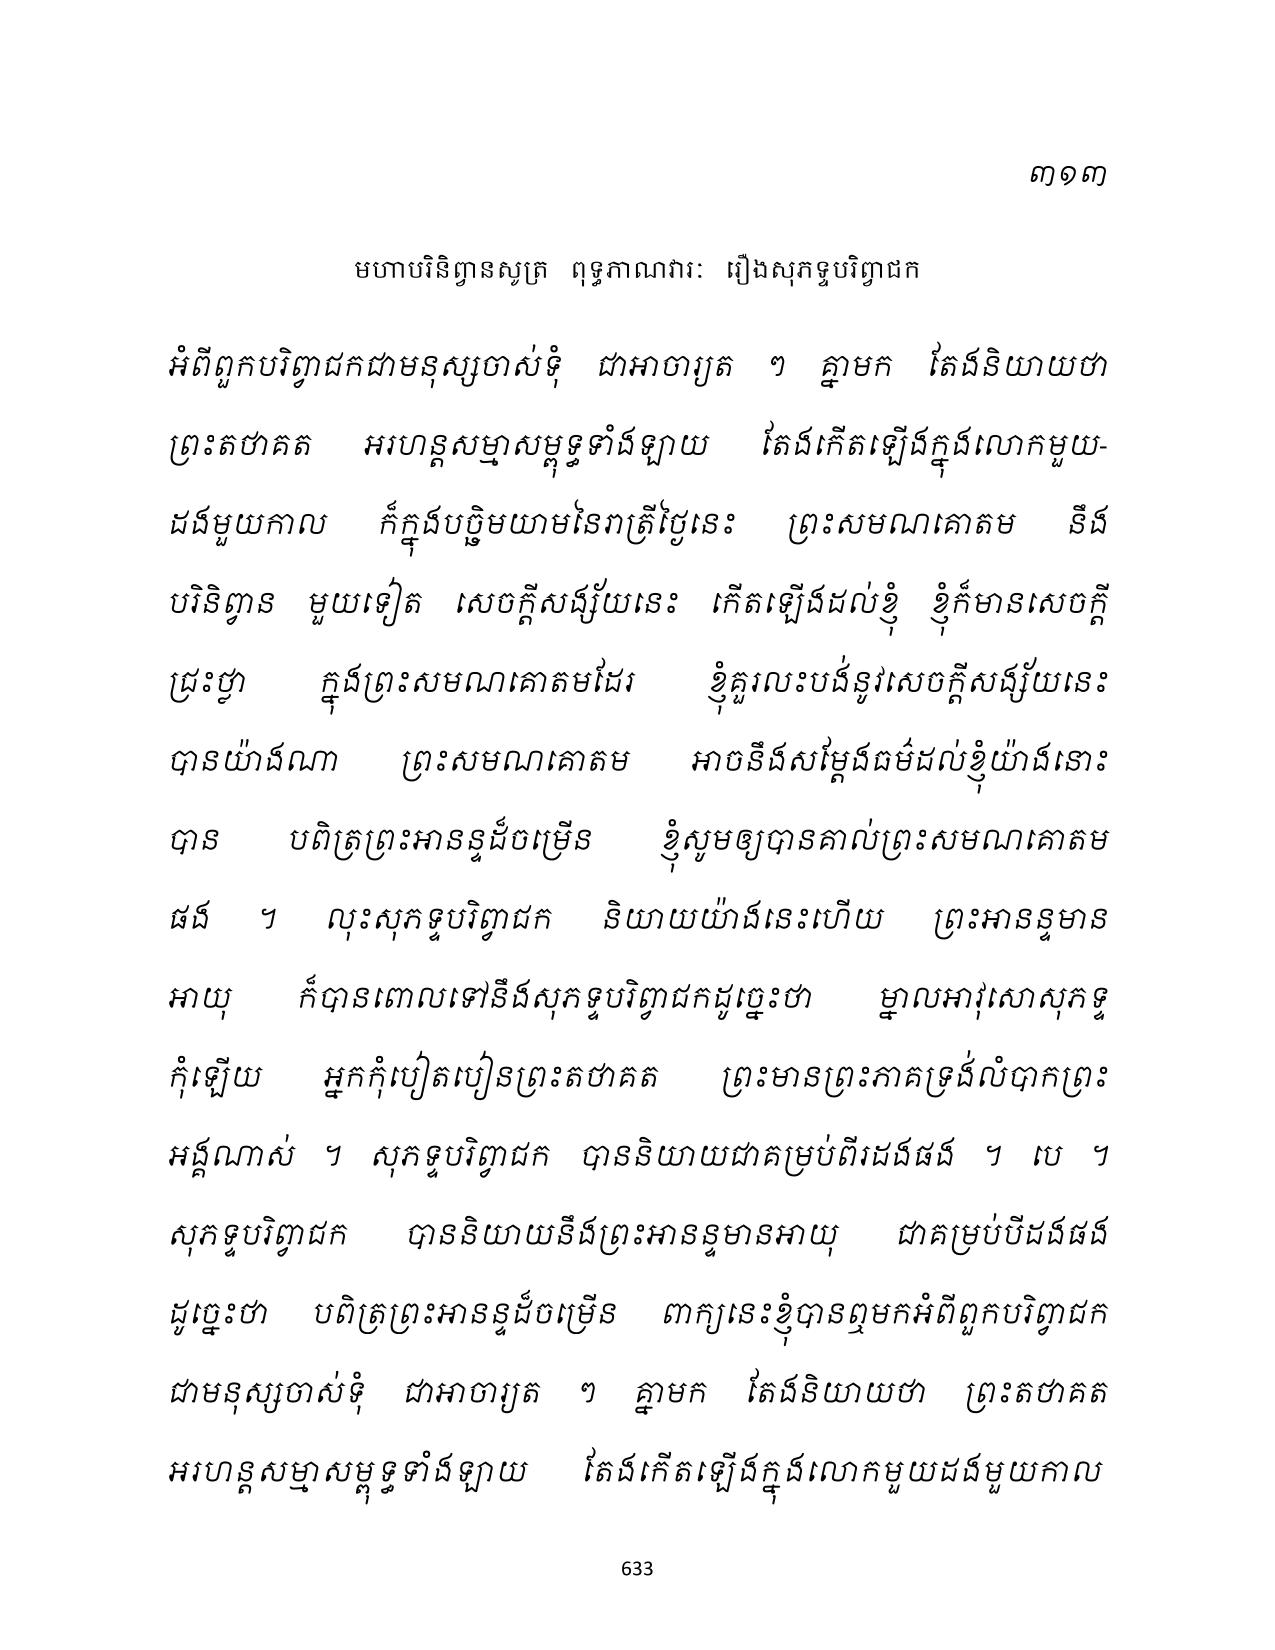 ៣១៣
មហាបរិនិព្វានសូត្រ ពុទ្ធភាណវារៈ រឿងសុភទ្ទបរិព្វាជក
អំពីពួកបរិព្វាជកជាមនុស្សចាស់ទុំ ជាអាចារ្យត ៗ គ្នាមក តែងនិយាយថា
ព្រះតថាគត អរហន្តសម្មាសម្ពុទ្ធទាំងឡាយ តែងកើតឡើងក្នុងលោកមួយ-
ដងមួយកាល ក៏ក្នុងបច្ឆិមយាមនៃរាត្រីថ្ងៃនេះ ព្រះសមណគោតម នឹង
បរិនិព្វាន មួយទៀត សេចក្តីសង្ស័យនេះ កើតឡើងដល់ខ្ញុំ ខ្ញុំក៏មានសេចក្តី
ជ្រះថ្លា ក្នុងព្រះសមណគោតមដែរ ខ្ញុំគួរលះបង់នូវសេចក្តីសង្ស័យនេះ
បានយ៉ាងណា ព្រះសមណគោតម អាចនឹងសម្តែងធម៌ដល់ខ្ញុំយ៉ាងនោះ
បាន បពិត្រព្រះអានន្ទដ៏ចម្រើន ខ្ញុំសូមឲ្យបានគាល់ព្រះសមណគោតម
ផង ។ លុះសុភទ្ទបរិព្វាជក និយាយយ៉ាងនេះហើយ ព្រះអានន្ទមាន
អាយុ ក៏បានពោលទៅនឹងសុភទ្ទបរិព្វាជកដូច្នេះថា ម្នាលអាវុសោសុភទ្ទ
កុំឡើយ អ្នកកុំបៀតបៀនព្រះតថាគត ព្រះមានព្រះភាគទ្រង់លំបាកព្រះ
អង្គណាស់ ។ សុភទ្ទបរិព្វាជក បាននិយាយជាគម្រប់ពីរដងផង ។ បេ ។
សុភទ្ទបរិព្វាជក បាននិយាយនឹងព្រះអានន្ទមានអាយុ ជាគម្រប់បីដងផង
ដូច្នេះថា បពិត្រព្រះអានន្ទដ៏ចម្រើន ពាក្យនេះខ្ញុំបានឮមកអំពីពួកបរិព្វាជក
ជាមនុស្សចាស់ទុំ ជាអាចារ្យត ៗ គ្នាមក តែងនិយាយថា ព្រះតថាគត
អរហន្តសម្មាសម្ពុទ្ធទាំងឡាយ តែងកើតឡើងក្នុងលោកមួយដងមួយកាល
633